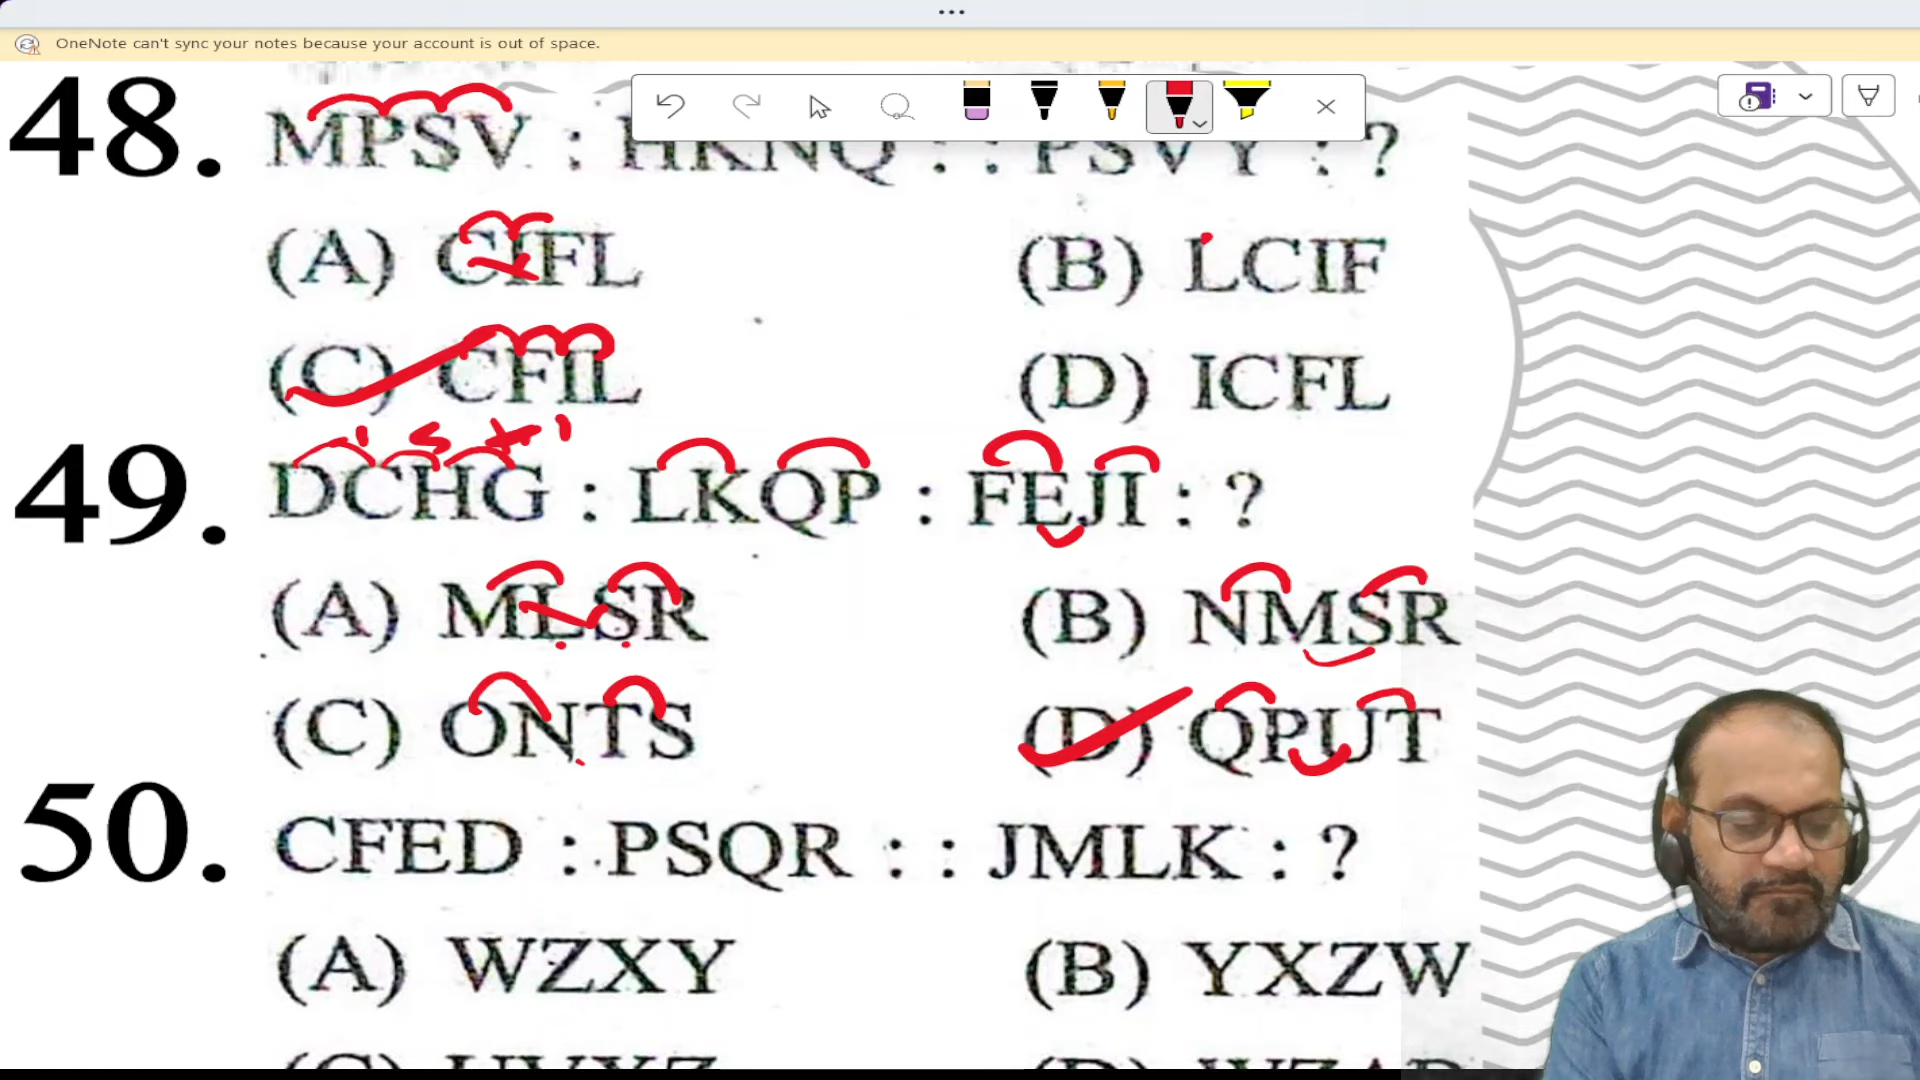 OneNote can't sync your notes because your account is out of space.
48. MPSV : HKNQ : : PSVY : ?
(A) CIFL (B) LCIF
(C) CFIL (D) ICFL
49. DCHG : LKQP : FEJI : ?
(A) MLSR (B) NMSR
(C) ONTS (D) QPUT
50. CFED : PSQR : : JMLK : ?
(A) WZXY (B) YXZW